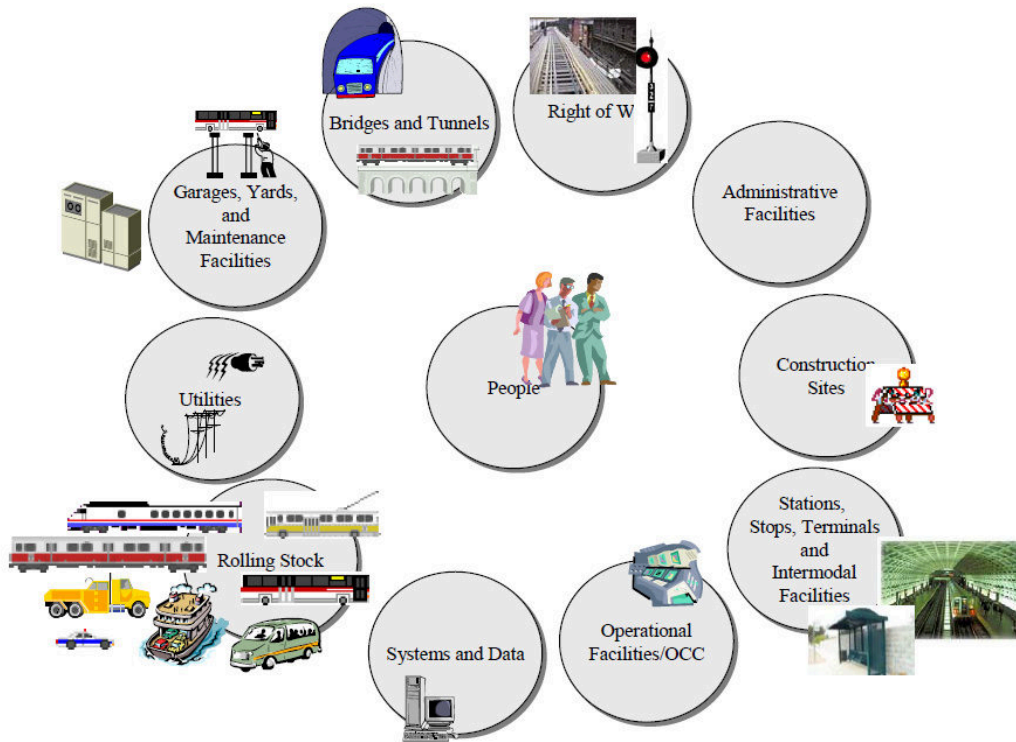 Bridges and Tunnels
Right of W
Garages, Yards,
and
Maintenance
Facilities
Administrative
Facilities
People
Construction
Sites
Utilities
Stations,
Stops, Terminals
and
Intermodal
Facilities
Rolling Stock
Operational
Facilities/OCC
Systems and Data